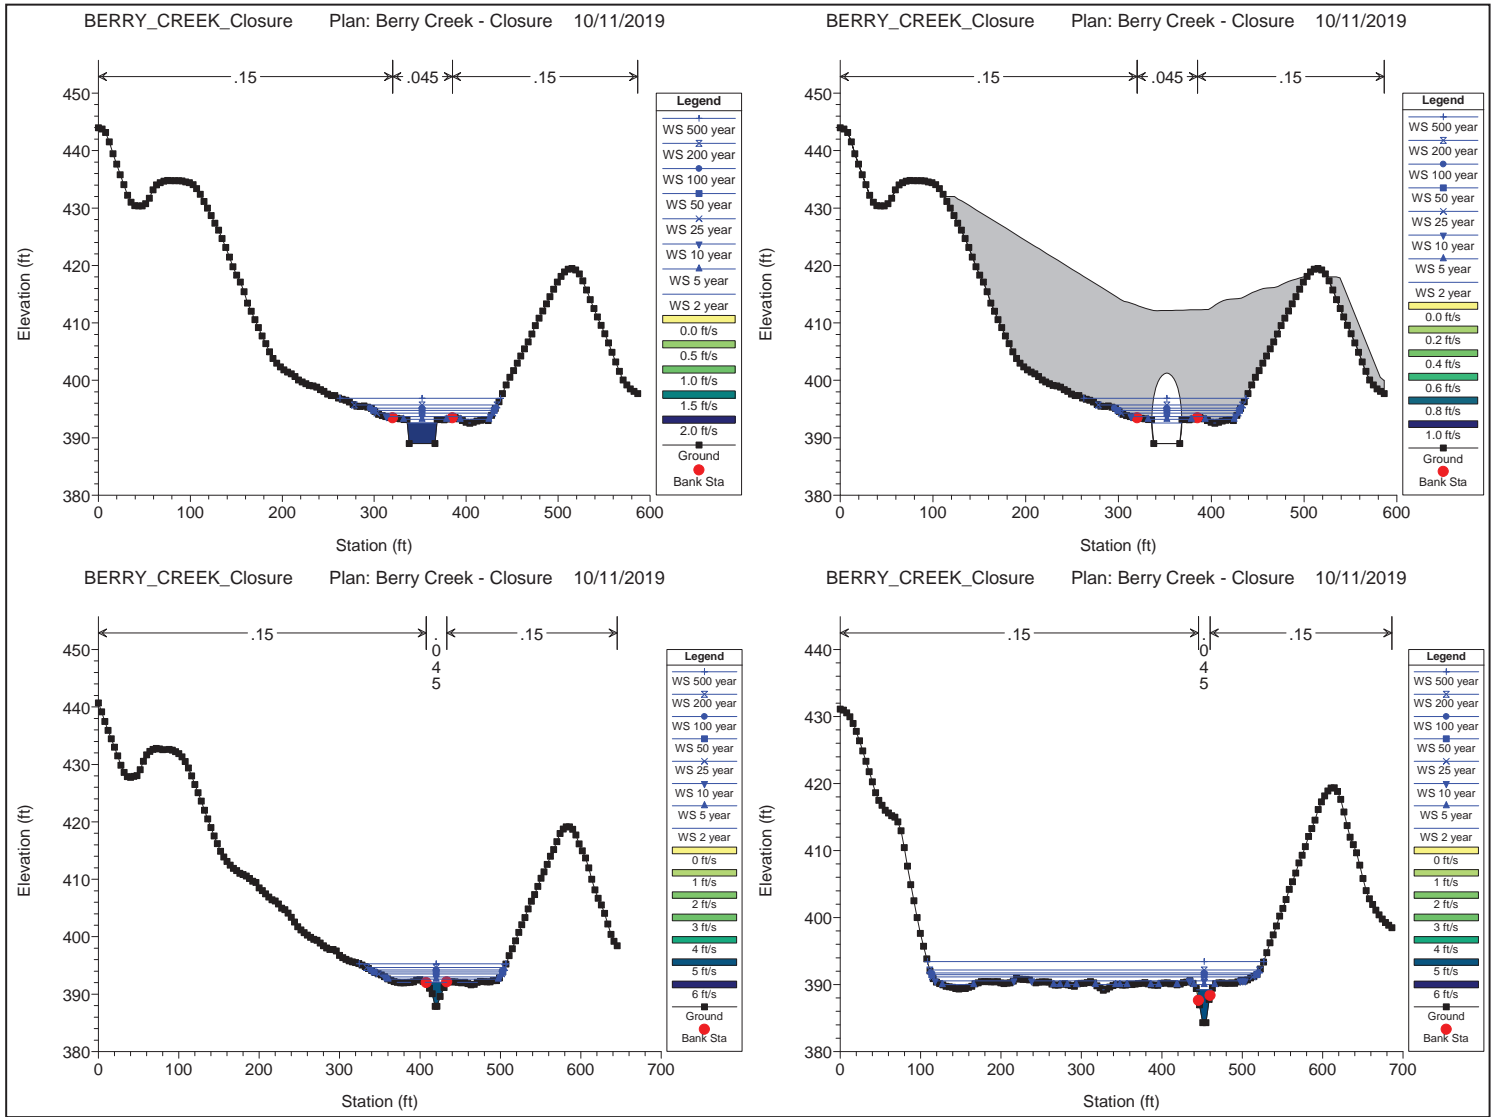 BERRY_CREEK_Closure Plan: Berry Creek - Closure 10/11/2019
.15 .045 .15
450
440
430
420
410
400
390
380
Elevation (ft)
0 100 200 300 400 500 600
Station (ft)
Legend
WS 500 year
WS 200 year
WS 100 year
WS 50 year
WS 25 year
WS 10 year
WS 5 year
WS 2 year
0.0 ft/s
0.5 ft/s
1.0 ft/s
1.5 ft/s
2.0 ft/s
Ground
Bank Sta
BERRY_CREEK_Closure Plan: Berry Creek - Closure 10/11/2019
.15 .045 .15
450
440
430
420
410
400
390
380
Elevation (ft)
0 100 200 300 400 500 600
Station (ft)
Legend
WS 500 year
WS 200 year
WS 100 year
WS 50 year
WS 25 year
WS 10 year
WS 5 year
WS 2 year
0.0 ft/s
0.2 ft/s
0.4 ft/s
0.6 ft/s
0.8 ft/s
1.0 ft/s
Ground
Bank Sta
BERRY_CREEK_Closure Plan: Berry Creek - Closure 10/11/2019
.15 .045 .15
450
440
430
420
410
400
390
380
Elevation (ft)
0 100 200 300 400 500 600 700
Station (ft)
Legend
WS 500 year
WS 200 year
WS 100 year
WS 50 year
WS 25 year
WS 10 year
WS 5 year
WS 2 year
0 ft/s
1 ft/s
2 ft/s
3 ft/s
4 ft/s
5 ft/s
6 ft/s
Ground
Bank Sta
BERRY_CREEK_Closure Plan: Berry Creek - Closure 10/11/2019
.15 .045 .15
440
430
420
410
400
390
380
Elevation (ft)
0 100 200 300 400 500 600 700
Station (ft)
Legend
WS 500 year
WS 200 year
WS 100 year
WS 50 year
WS 25 year
WS 10 year
WS 5 year
WS 2 year
0 ft/s
1 ft/s
2 ft/s
3 ft/s
4 ft/s
5 ft/s
6 ft/s
Ground
Bank Sta